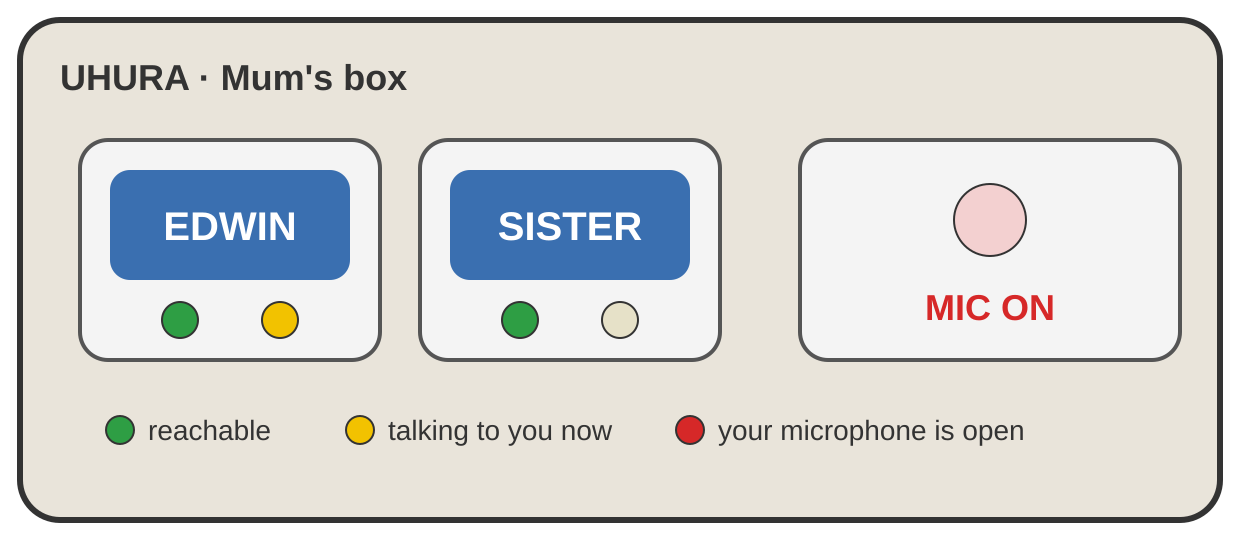 UHURA · Mum's box
EDWIN
SISTER
MIC ON
reachable
talking to you now
your microphone is open